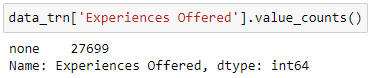 data_trn['Experiences Offered'].value_counts()
none    27699
Name: Experiences Offered, dtype: int64